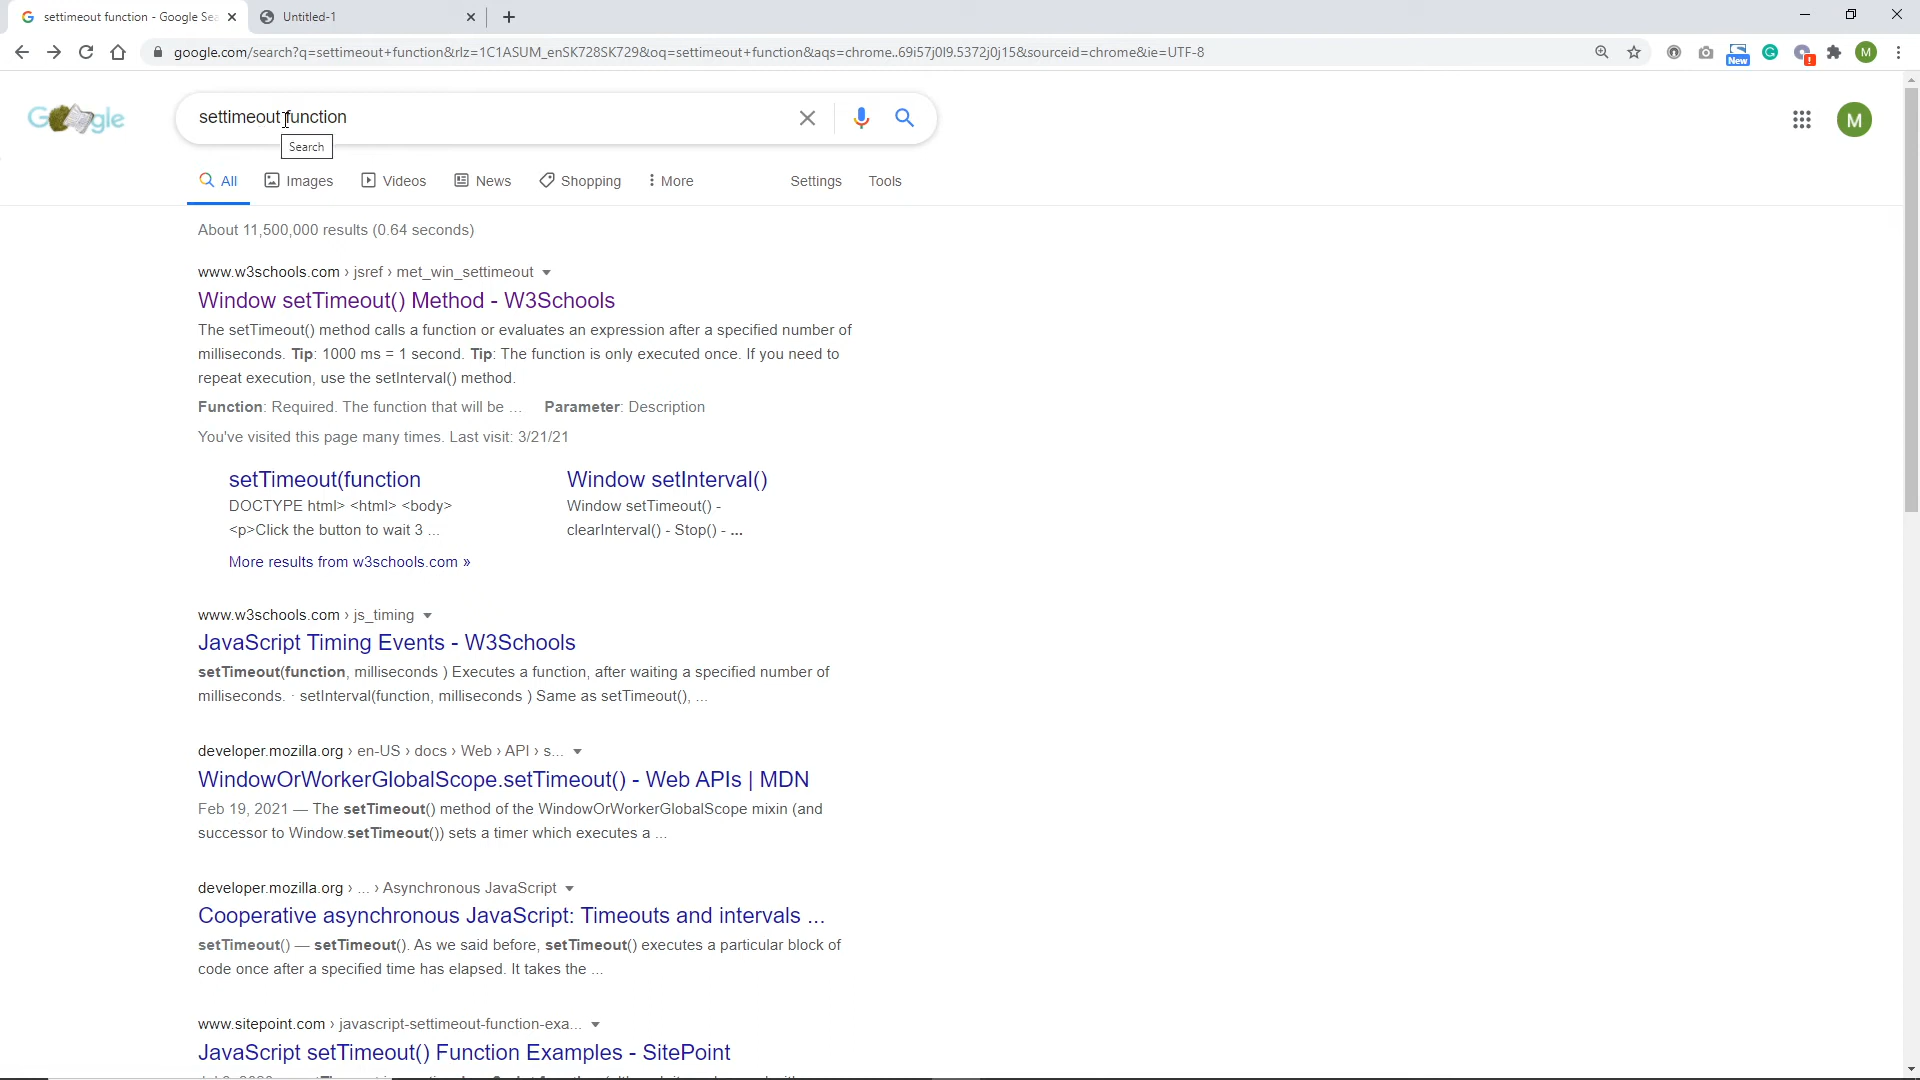 settimeout function - Google Sea
Untitled-1
google.com/search?q=settimeout+function&rlz=1C1ASUM_enSK728SK729&oq=settimeout+function&aqs=chrome..69i57j0l9.5372j0j15&sourceid=chrome&ie=UTF-8
New
M
Google
settimeout function
M
Search
All Images Videos News Shopping More Settings Tools
About 11,500,000 results (0.64 seconds)
www.w3schools.com › jsref › met_win_settimeout
Window setTimeout() Method - W3Schools
The setTimeout() method calls a function or evaluates an expression after a specified number of
milliseconds. Tip: 1000 ms = 1 second. Tip: The function is only executed once. If you need to
repeat execution, use the setInterval() method.
Function: Required. The function that will be ... Parameter: Description
You've visited this page many times. Last visit: 3/21/21
setTimeout(function Window setInterval()
DOCTYPE html> <html> <body> Window setTimeout() -
<p>Click the button to wait 3 ... clearInterval() - Stop() - ...
More results from w3schools.com »
www.w3schools.com › js_timing
JavaScript Timing Events - W3Schools
setTimeout(function, milliseconds ) Executes a function, after waiting a specified number of
milliseconds. · setInterval(function, milliseconds ) Same as setTimeout(), ...
developer.mozilla.org › en-US › docs › Web › API › s...
WindowOrWorkerGlobalScope.setTimeout() - Web APIs | MDN
Feb 19, 2021 — The setTimeout() method of the WindowOrWorkerGlobalScope mixin (and
successor to Window.setTimeout()) sets a timer which executes a ...
developer.mozilla.org › ... › Asynchronous JavaScript
Cooperative asynchronous JavaScript: Timeouts and intervals ...
setTimeout() — setTimeout(). As we said before, setTimeout() executes a particular block of
code once after a specified time has elapsed. It takes the ...
www.sitepoint.com › javascript-settimeout-function-exa...
JavaScript setTimeout() Function Examples - SitePoint